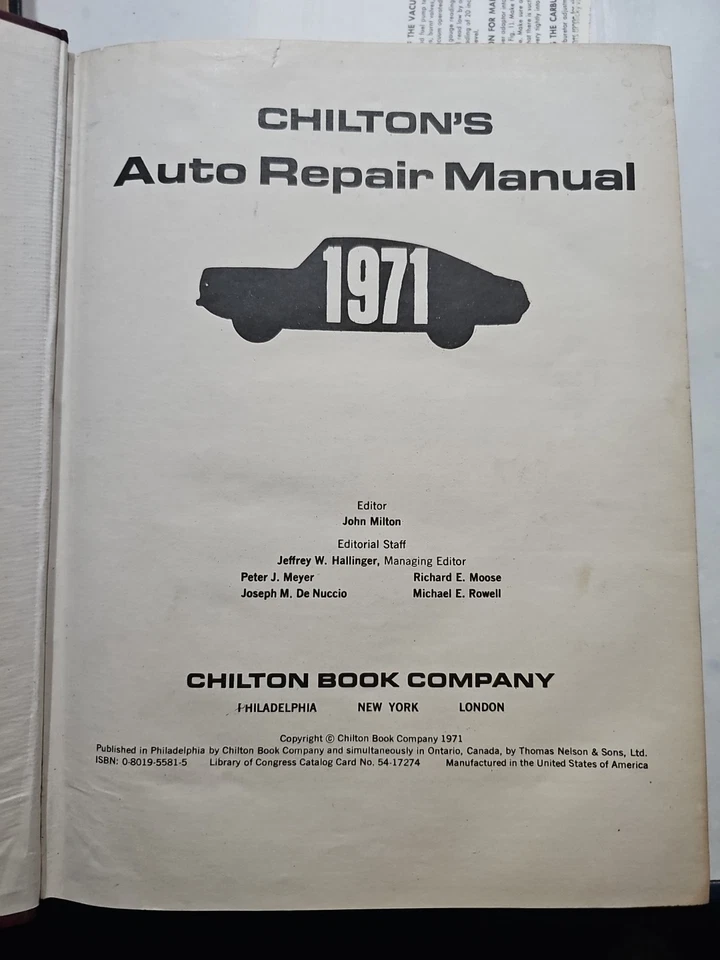 CHILTON'S
Auto Repair Manual
1971
Editor
John Milton
Editorial Staff
Jeffrey W. Hallinger, Managing Editor
Peter J. Meyer Richard E. Moose
Joseph M. De Nuccio Michael E. Rowell
CHILTON BOOK COMPANY
PHILADELPHIA NEW YORK LONDON
Copyright © Chilton Book Company 1971
Published in Philadelphia by Chilton Book Company and simultaneously in Ontario, Canada, by Thomas Nelson & Sons, Ltd.
ISBN: 0-8019-5581-5 Library of Congress Catalog Card No. 54-17274 Manufactured in the United States of America